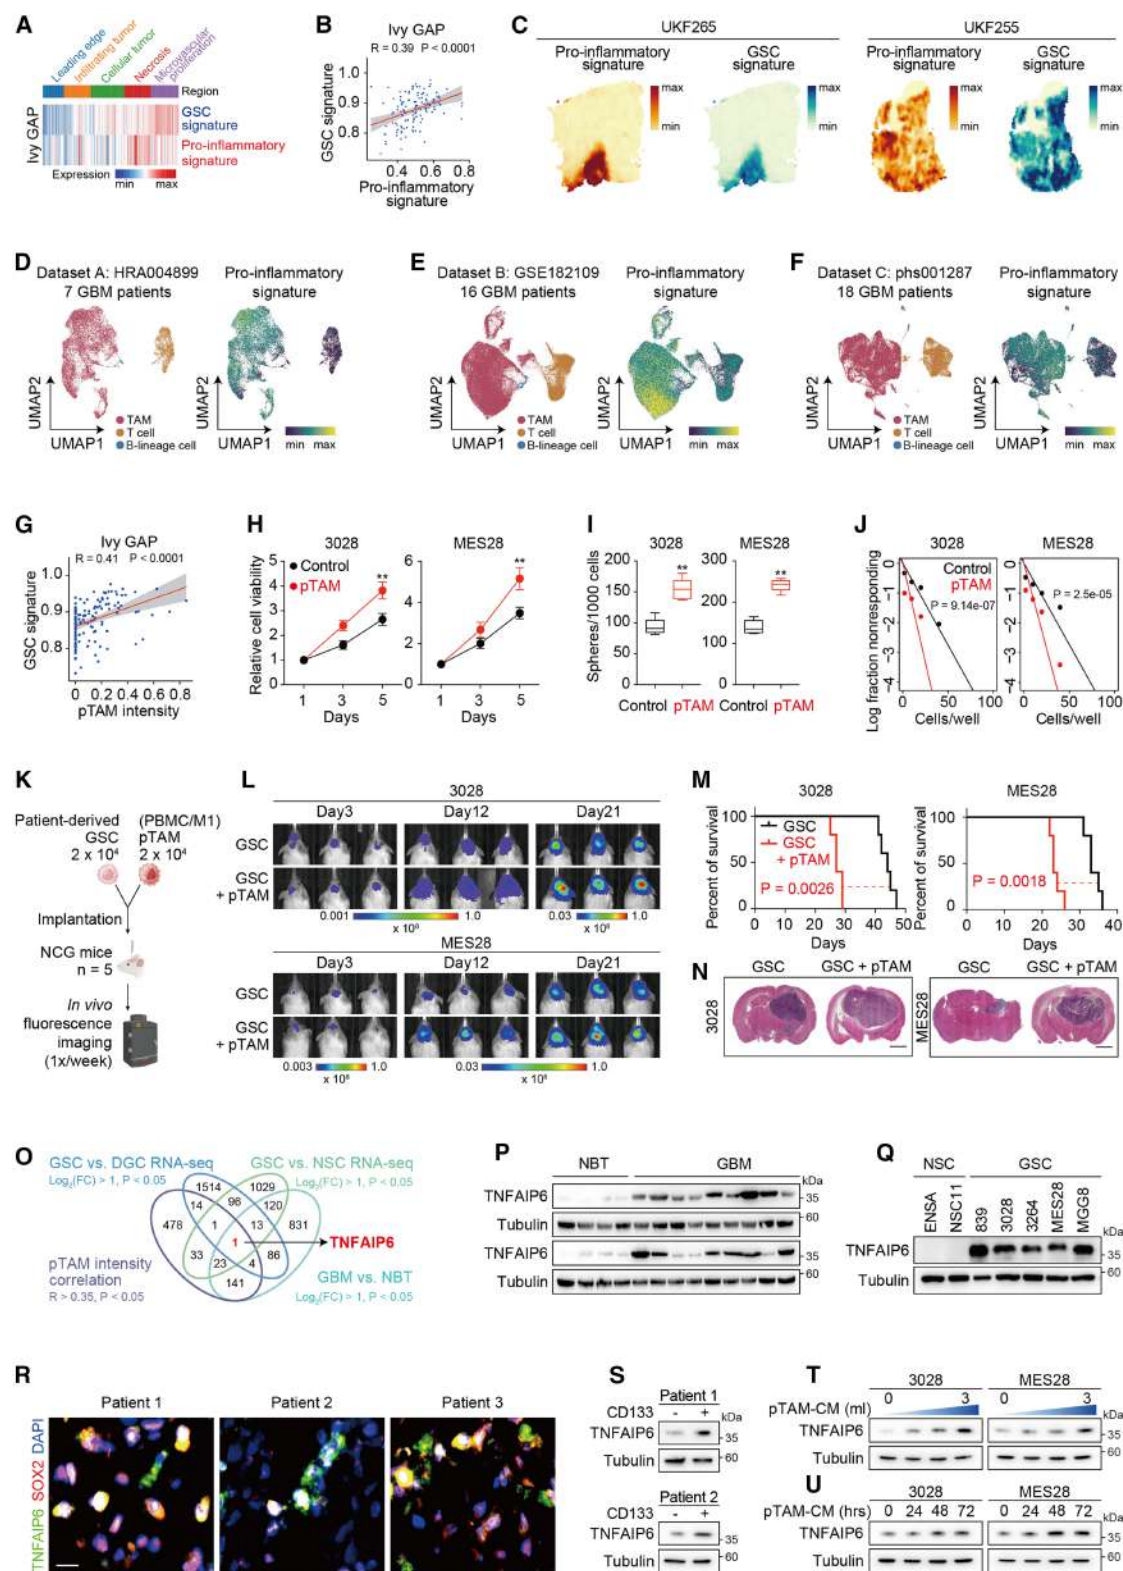 A
Leading edge
Infiltrating tumor
Cellular tumor
Necrosis
Microvascular proliferation
Region
Ivy GAP
GSC signature
Pro-inflammatory signature
Expression
min max
B
Ivy GAP
R = 0.39 P < 0.0001
GSC signature
1.0
0.9
0.8
0.4 0.6 0.8
Pro-inflammatory signature
C
UKF265
Pro-inflammatory signature
max
min
GSC signature
max
min
UKF255
Pro-inflammatory signature
max
min
GSC signature
max
min
D
Dataset A: HRA004899
7 GBM patients
Pro-inflammatory signature
UMAP2
UMAP1
TAM
T cell
B-lineage cell
min max
E
Dataset B: GSE182109
16 GBM patients
Pro-inflammatory signature
UMAP2
UMAP1
TAM
T cell
B-lineage cell
min max
F
Dataset C: phs001287
18 GBM patients
Pro-inflammatory signature
UMAP2
UMAP1
TAM
T cell
B-lineage cell
min max
G
Ivy GAP
R = 0.41 P < 0.0001
GSC signature
1.0
0.9
0.8
0 0.2 0.4 0.6 0.8
pTAM intensity
H
3028
MES28
Control
pTAM
**
**
Relative cell viability
5
4
3
2
1
0
6
5
4
3
2
1
0
1 3 5
1 3 5
Days
Days
I
3028
MES28
**
**
Spheres/1000 cells
200
150
100
50
0
300
200
100
0
Control pTAM
Control pTAM
J
3028
MES28
Control
pTAM
P = 9.14e-07
P = 2.5e-05
Log fraction nonresponding
0
-1
-2
-3
-4
0
-1
-2
-3
-4
0 50 100
0 50 100
Cells/well
Cells/well
K
Patient-derived GSC
2 x 10⁴
(PBMC/M1) pTAM
2 x 10⁴
Implantation
NCG mice
n = 5
In vivo
fluorescence
imaging
(1x/week)
L
3028
Day3 Day12 Day21
GSC
GSC + pTAM
0.001 1.0
x 10⁸
0.03 1.0
x 10⁸
MES28
Day3 Day12 Day21
GSC
GSC + pTAM
0.003 1.0
x 10⁸
0.03 1.0
x 10⁸
M
3028
MES28
GSC
GSC + pTAM
P = 0.0026
P = 0.0018
Percent of survival
Percent of survival
100
50
0
100
50
0
0 10 20 30 40 50
0 10 20 30 40
Days
Days
N
GSC GSC + pTAM
3028
GSC GSC + pTAM
MES28
O
GSC vs. DGC RNA-seq
Log₂(FC) > 1, P < 0.05
GSC vs. NSC RNA-seq
Log₂(FC) > 1, P < 0.05
1514 1029
14 96 120
478 1 13 831
1
33 86
23 4
141
TNFAIP6
pTAM intensity correlation
R > 0.35, P < 0.05
GBM vs. NBT
Log₂(FC) > 1, P < 0.05
P
NBT GBM
kDa
TNFAIP6
35
60
Tubulin
TNFAIP6
35
60
Tubulin
Q
NSC GSC
ENSA
NSC11
839
3028
3264
MES28
MGG8
kDa
TNFAIP6
35
60
Tubulin
R
Patient 1 Patient 2 Patient 3
TNFAIP6 SOX2 DAPI
S
Patient 1
CD133 - +
kDa
TNFAIP6
35
60
Tubulin
Patient 2
CD133 - +
kDa
TNFAIP6
35
60
Tubulin
T
3028
MES28
pTAM-CM (ml) 0 3 0 3
kDa
TNFAIP6
35
60
Tubulin
U
3028
MES28
pTAM-CM (hrs) 0 24 48 72 0 24 48 72
kDa
TNFAIP6
35
60
Tubulin